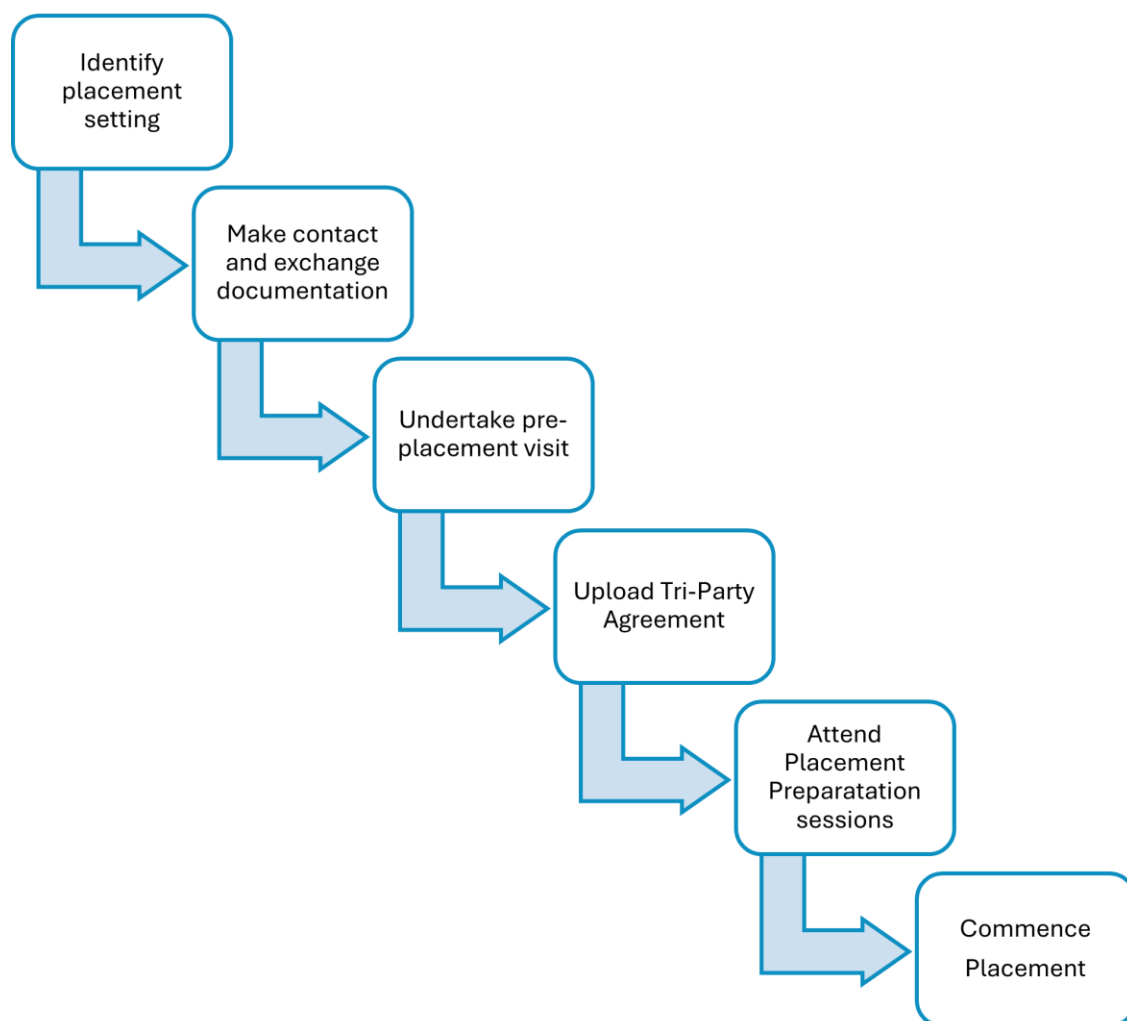 Identify
placement
setting
Make contact
and exchange
documentation
Undertake pre-
placement visit
Upload Tri-Party
Agreement
Attend
Placement
Preparatation
sessions
Commence
Placement